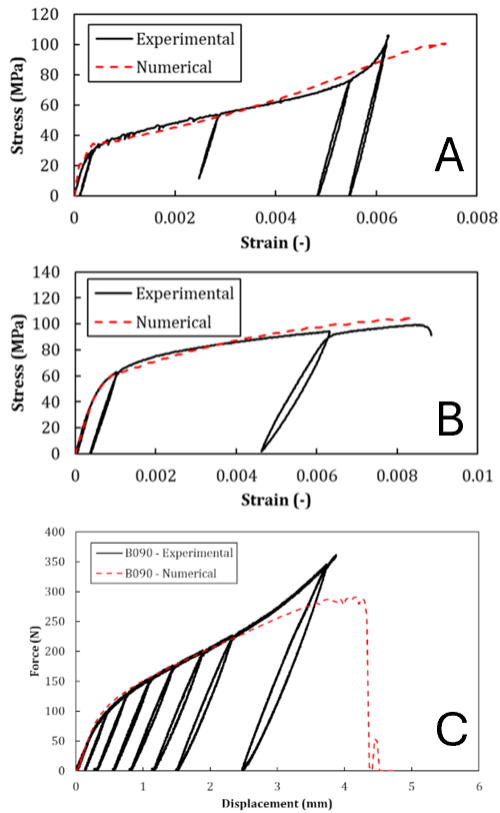 120
100
80
60
40
20
0
Stress (MPa)
Experimental
Numerical
A
0 0.002 0.004 0.006 0.008
Strain (-)
140
120
100
80
60
40
20
0
Stress (MPa)
Experimental
Numerical
B
0 0.002 0.004 0.006 0.008 0.01
Strain (-)
400
350
300
250
200
150
100
50
0
Force (N)
B090 - Experimental
B090 - Numerical
C
0 1 2 3 4 5 6
Displacement (mm)